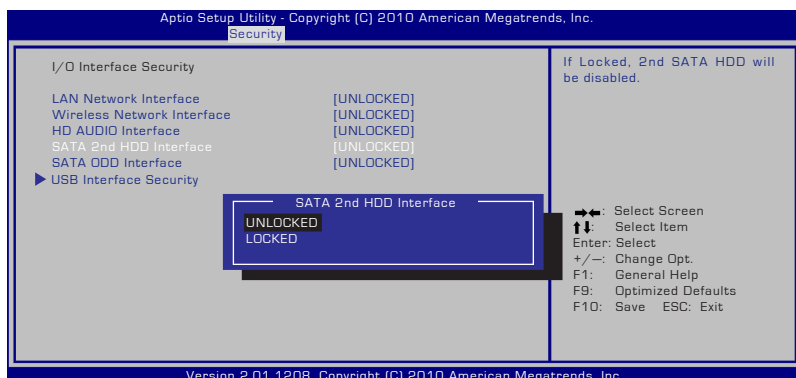 Aptio Setup Utility - Copyright (C) 2010 American Megatrends, Inc.
Security
I/O Interface Security
LAN Network Interface [UNLOCKED]
Wireless Network Interface [UNLOCKED]
HD AUDIO Interface [UNLOCKED]
SATA 2nd HDD Interface [UNLOCKED]
SATA ODD Interface [UNLOCKED]
USB Interface Security
SATA 2nd HDD Interface
UNLOCKED
LOCKED
If Locked, 2nd SATA HDD will
be disabled.
→←: Select Screen
↑↓: Select Item
Enter: Select
+/—: Change Opt.
F1: General Help
F9: Optimized Defaults
F10: Save ESC: Exit
Version 2.01.1208. Copyright (C) 2010 American Megatrends, Inc.